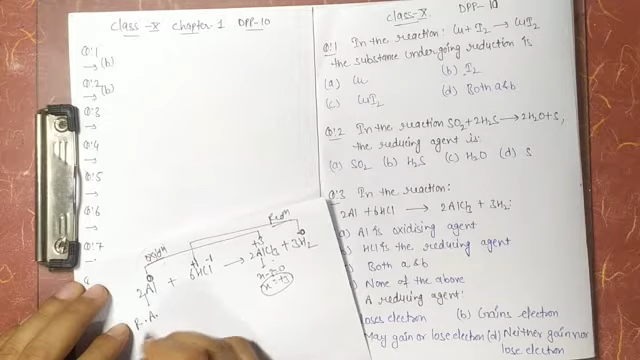 Class -X Chapter-1 DPP-10
Q:1
→ (b)
Q:2
→ (b)
Q:3
→
Q:4
→
Q:5
→
Q:6
→
Q:7
→
Class-X. DPP-10
Q:1 In the reaction: Cu + I₂ → CuI₂
the substance undergoing reduction is
(a) Cu (b) I₂
(c) CuI₂ (d) Both a & b
Q:2 In the reaction SO₂+2H₂S → 2H₂O+S,
the reducing agent is:
(a) SO₂ (b) H₂S (c) H₂O (d) S
Q:3 In the reaction:
2Al + 6HCl → 2AlCl₃ + 3H₂:
a) Al is oxidising agent
) HCl is the reducing agent
) Both a & b
) None of the above
A reducing agent:
loses electron (b) Gains electron
May gain or lose electron (d) Neither gain nor
lose electron
Redn
Oxidn
0 +1 -1 +3 0
2Al + 6HCl → 2AlCl₃ + 3H₂
x-3=0
x=+3
R.A.